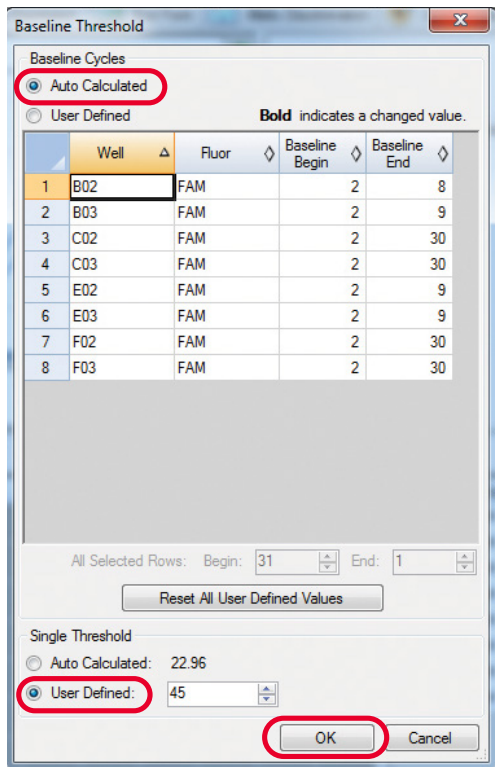 Baseline Threshold
x
Baseline Cycles
Auto Calculated
User Defined Bold indicates a changed value.
Well Fluor Baseline Begin Baseline End
1 B02 FAM 2 8
2 B03 FAM 2 9
3 C02 FAM 2 30
4 C03 FAM 2 30
5 E02 FAM 2 9
6 E03 FAM 2 9
7 F02 FAM 2 30
8 F03 FAM 2 30
All Selected Rows: Begin: 31 End: 1
Reset All User Defined Values
Single Threshold
Auto Calculated: 22.96
User Defined: 45
OK Cancel